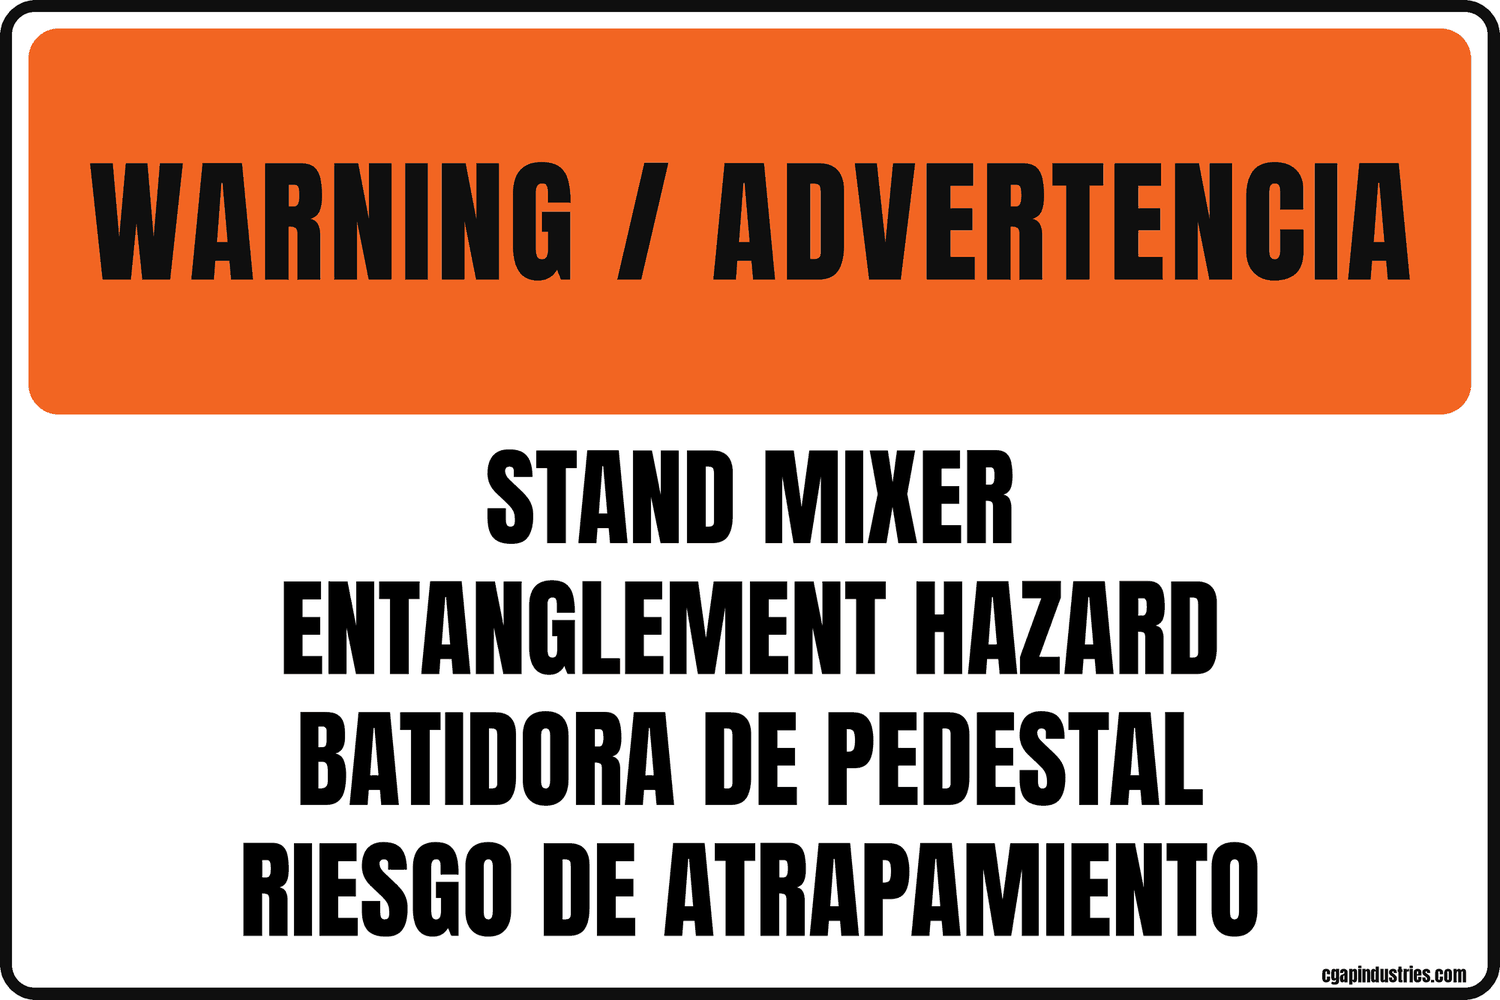 WARNING / ADVERTENCIA
STAND MIXER
ENTANGLEMENT HAZARD
BATIDORA DE PEDESTAL
RIESGO DE ATRAPAMIENTO
cgapindustries.com